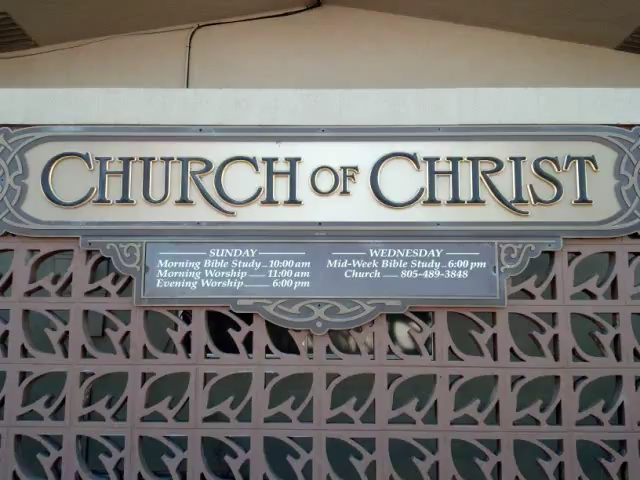 CHURCH OF CHRIST
SUNDAY
Morning Bible Study 10:00 am
Morning Worship 11:00 am
Evening Worship 6:00 pm
WEDNESDAY
Mid-Week Bible Study 6:00 pm
Church 805-489-3848